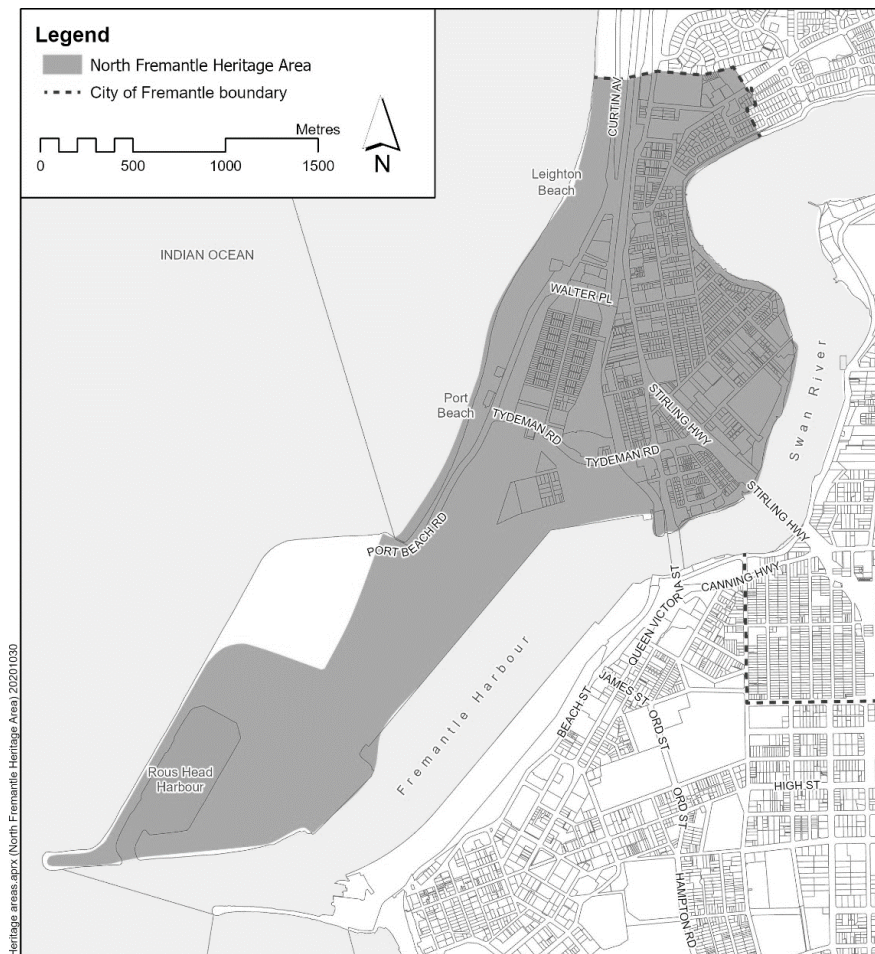 Legend
North Fremantle Heritage Area
City of Fremantle boundary
Metres
0 500 1000 1500
N
CURTIN AV
Leighton
Beach
INDIAN OCEAN
WALTER PL
Swan River
Port
Beach
STIRLING HWY
TYDEMAN RD
TYDEMAN RD
STIRLING HWY
PORT BEACH RD
CANNING HWY
QUEEN VICTORIA ST
Fremantle Harbour
JAMES ST
BEACH ST
ORD ST
Rous Head
Harbour
HIGH ST
ORD ST
HAMPTON RD
Heritage areas.aprx (North Fremantle Heritage Area) 20201030